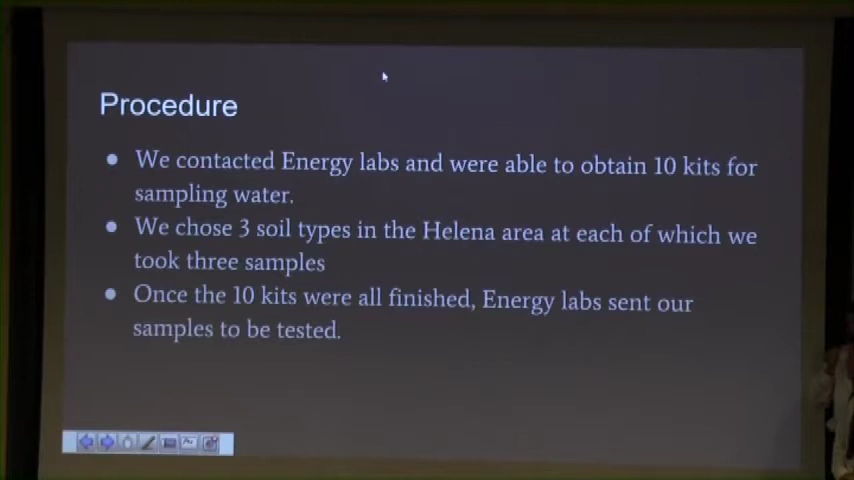 Procedure
● We contacted Energy labs and were able to obtain 10 kits for
sampling water.
● We chose 3 soil types in the Helena area at each of which we
took three samples
● Once the 10 kits were all finished, Energy labs sent our
samples to be tested.